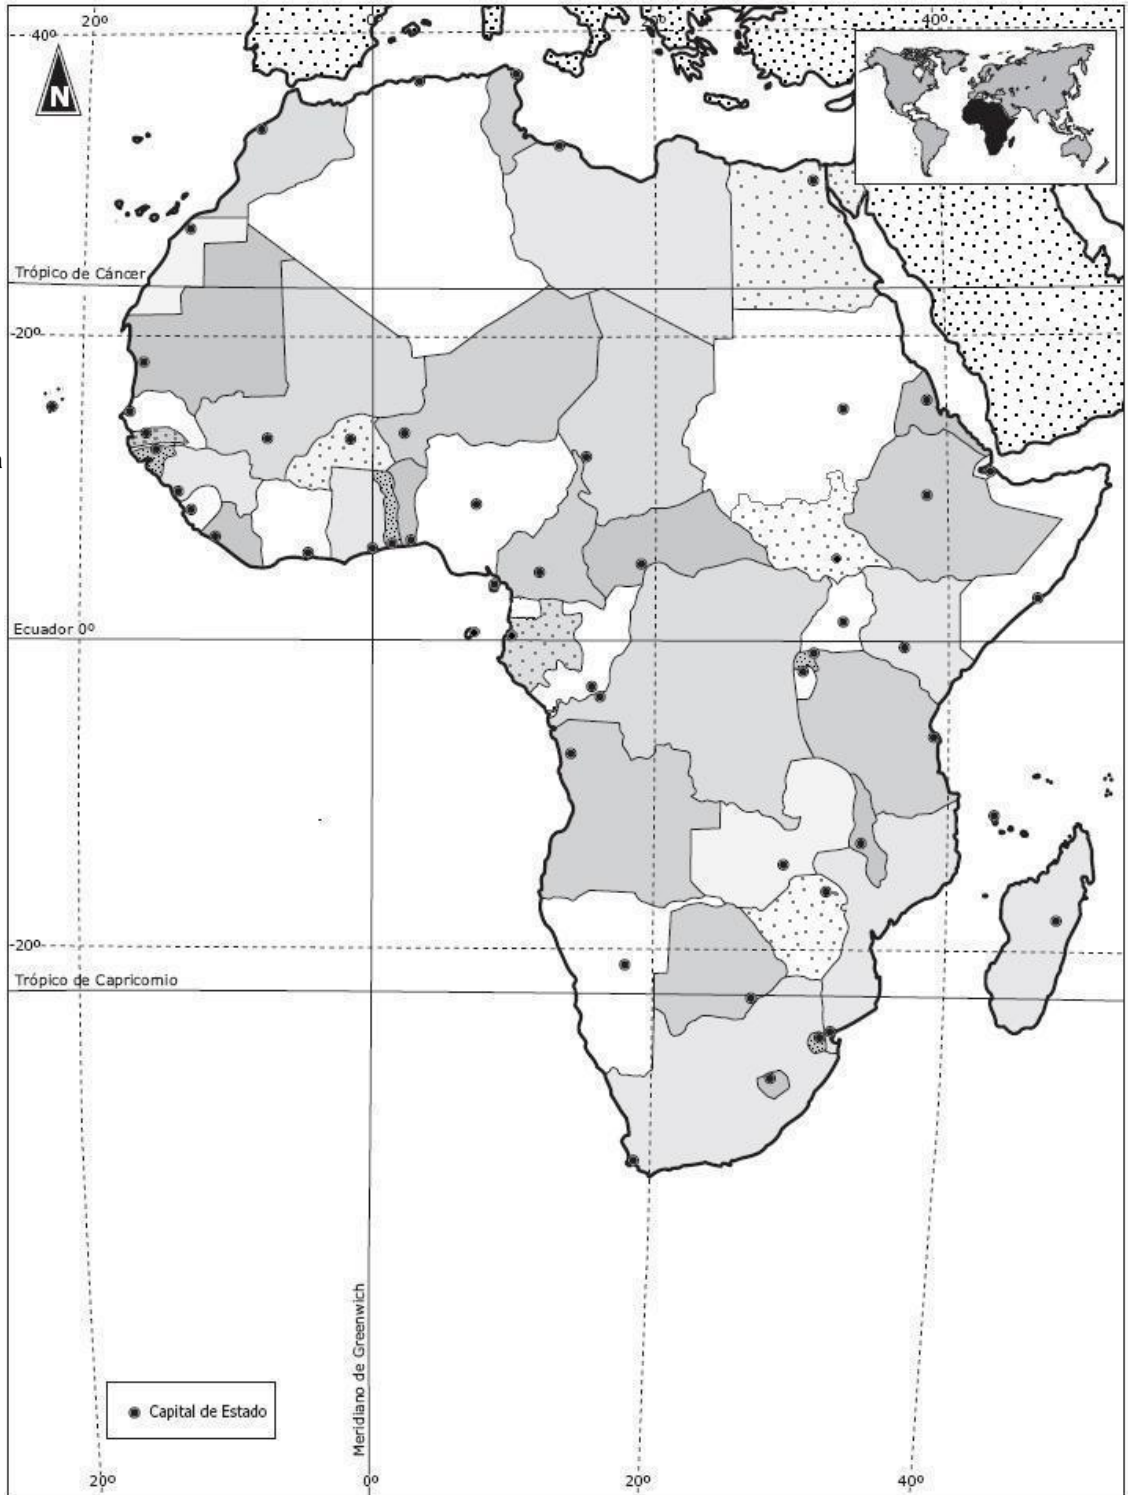 20º 0º 20º 40º
40º
N
Trópico de Cáncer
20º
Ecuador 0º
20º
Trópico de Capricornio
Meridiano de Greenwich
Capital de Estado
20º 0º 20º 40º